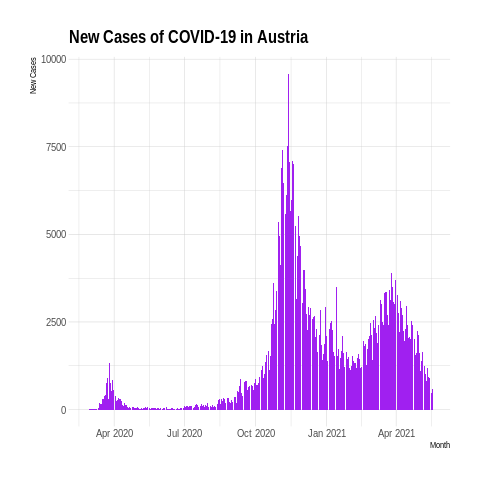 New Cases of COVID-19 in Austria
New Cases
10000
7500
5000
2500
0
Apr 2020 Jul 2020 Oct 2020 Jan 2021 Apr 2021
Month